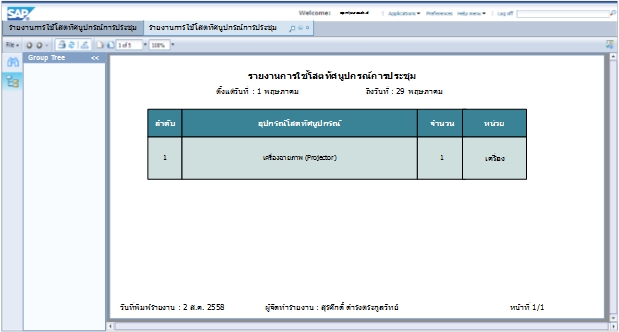 SAP
Welcome: | Applications Preferences Help menu | Log off
รายงานการใช้โสตทัศนูปกรณ์การประชุม รายงานการใช้โสตทัศนูปกรณ์การประชุม
File 1 of 1 100%
Group Tree <<
รายงานการใช้โสตทัศนูปกรณ์การประชุม
ตั้งแต่วันที่ : 1 พฤษภาคม ถึงวันที่ : 29 พฤษภาคม
ลำดับ อุปกรณ์โสตทัศนูปกรณ์ จำนวน หน่วย
1 เครื่องฉายภาพ (Projector) 1 เครื่อง
วันที่พิมพ์รายงาน : 2 ส.ค. 2558 ผู้จัดทำรายงาน : สุรศักดิ์ ดำรงตระกูลวิทย์ หน้าที่ 1/1